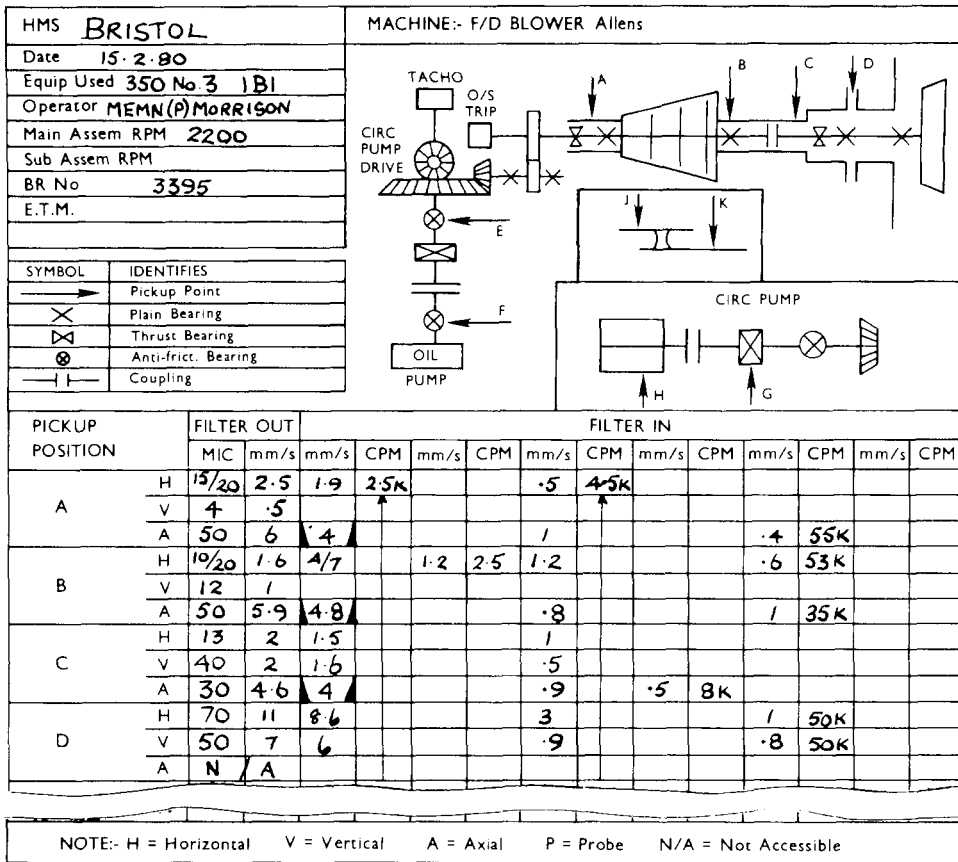 HMS BRISTOL
Date 15.2.80
Equip Used 350 No.3 1B1
Operator MEMN(P) MORRISON
Main Assem RPM 2200
Sub Assem RPM
BR No 3395
E.T.M.
SYMBOL IDENTIFIES
Pickup Point
Plain Bearing
Thrust Bearing
Anti-frict. Bearing
Coupling
MACHINE:- F/D BLOWER Allens
TACHO
O/S
TRIP
CIRC
PUMP
DRIVE
A
B
C
D
E
F
OIL
PUMP
J
K
CIRC PUMP
H
G
PICKUP
POSITION
FILTER OUT FILTER IN
MIC mm/s mm/s CPM mm/s CPM mm/s CPM mm/s CPM mm/s CPM mm/s CPM
A
H 15/20 2.5 1.9 2.5K .5 4.5K
V 4 .5
A 50 6 4 1 .4 55K
B
H 10/20 1.6 4/7 1.2 2.5 1.2 .6 53K
V 12 1
A 50 5.9 4.8 .8 1 35K
C
H 13 2 1.5 1
V 40 2 1.6 .5
A 30 4.6 4 .9 .5 8K
D
H 70 11 8.6 3 1 50K
V 50 7 6 .9 .8 50K
A N/A
NOTE:- H = Horizontal V = Vertical A = Axial P = Probe N/A = Not Accessible